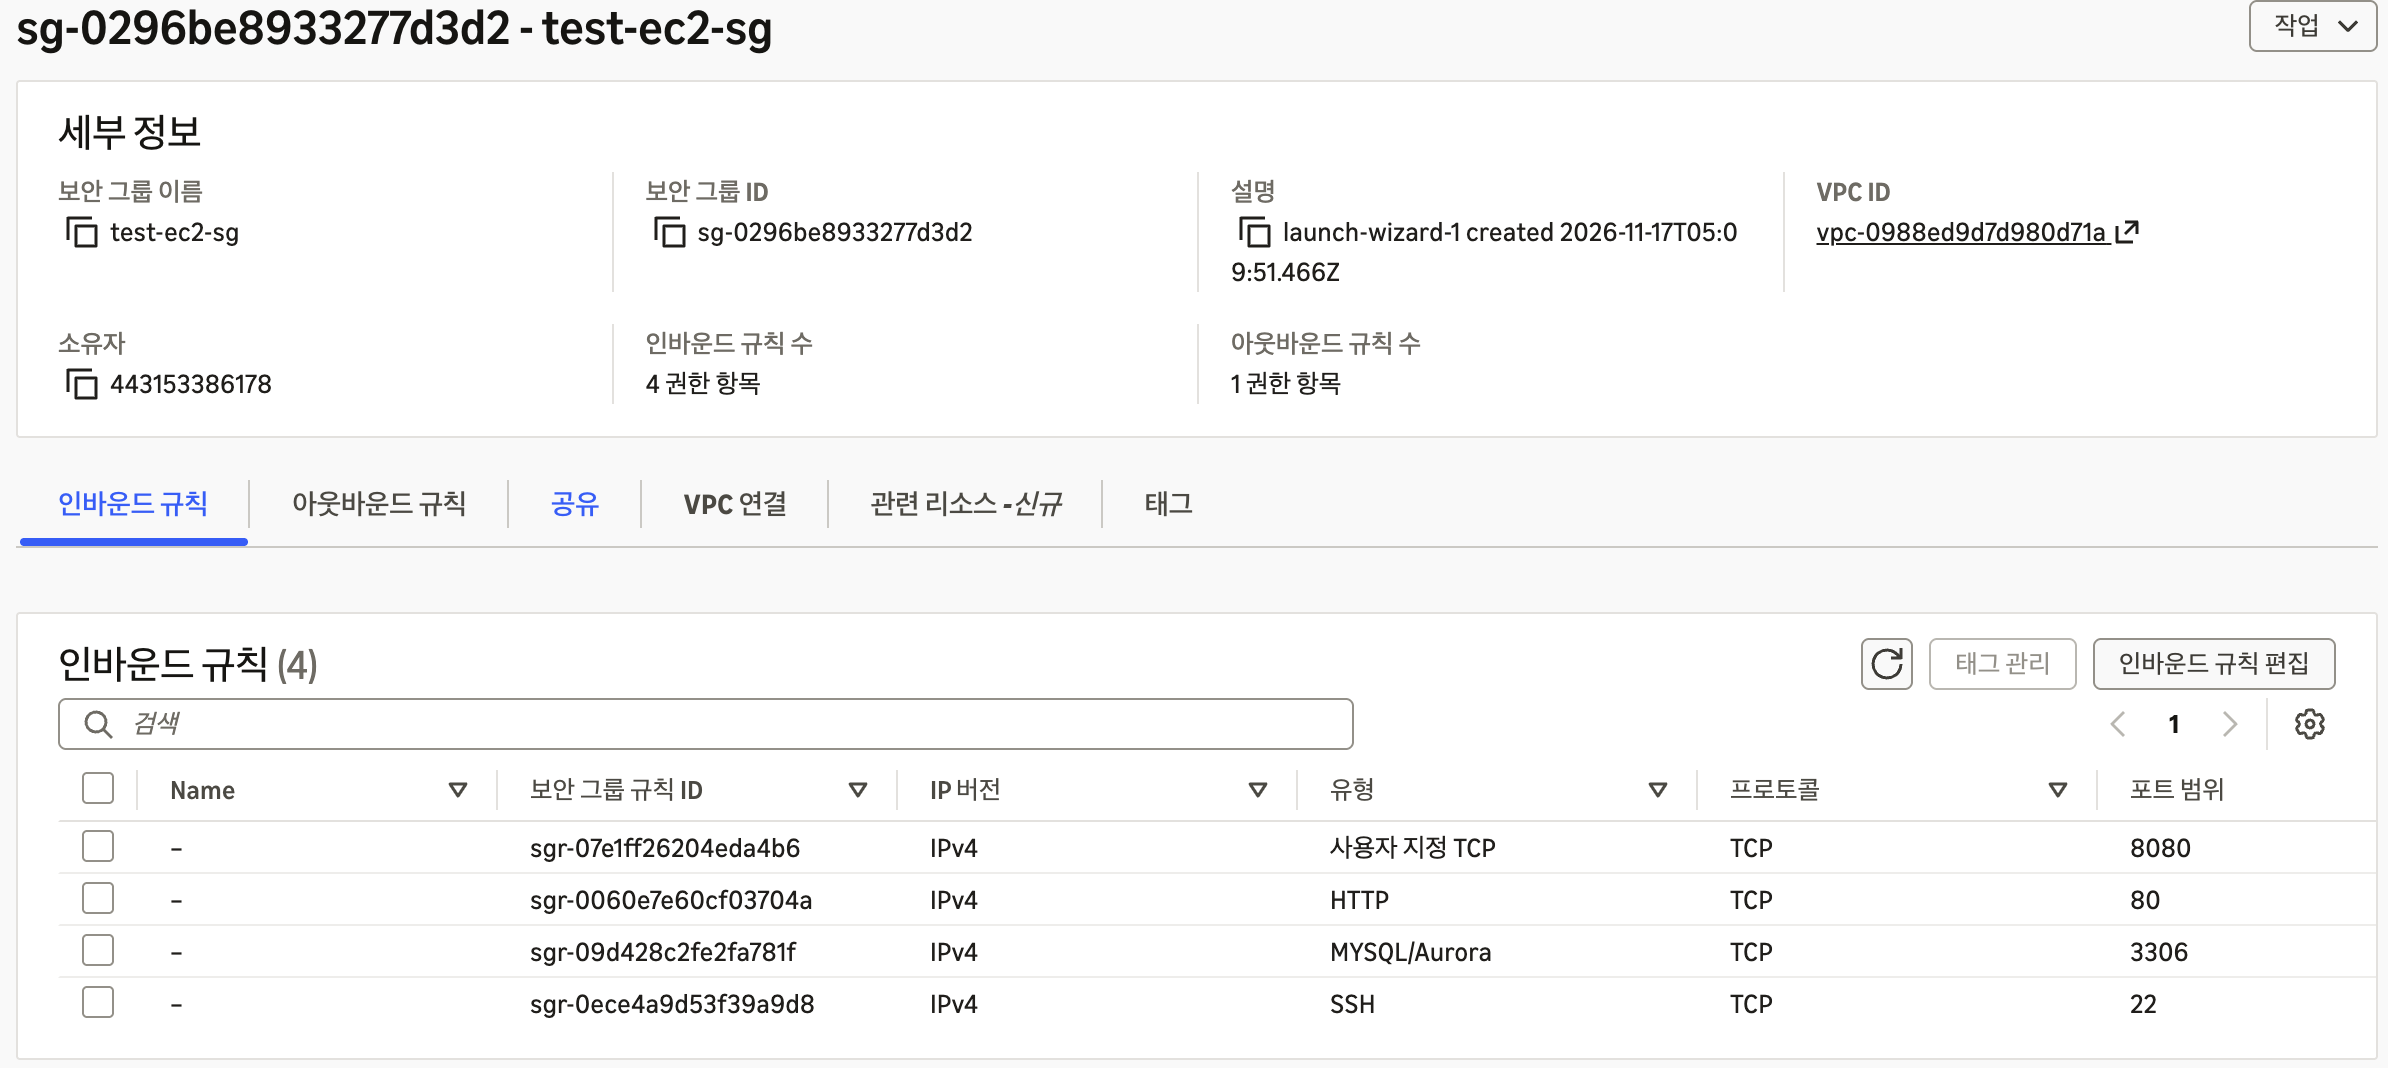 sg-0296be8933277d3d2 - test-ec2-sg
작업
세부 정보
보안 그룹 이름
test-ec2-sg
보안 그룹 ID
sg-0296be8933277d3d2
설명
launch-wizard-1 created 2026-11-17T05:0
9:51.466Z
VPC ID
vpc-0988ed9d7d980d71a
소유자
443153386178
인바운드 규칙 수
4 권한 항목
아웃바운드 규칙 수
1 권한 항목
인바운드 규칙 아웃바운드 규칙 공유 VPC 연결 관련 리소스 - 신규 태그
인바운드 규칙 (4)
태그 관리 인바운드 규칙 편집
검색
1
Name 보안 그룹 규칙 ID IP 버전 유형 프로토콜 포트 범위
– sgr-07e1ff26204eda4b6 IPv4 사용자 지정 TCP TCP 8080
– sgr-0060e7e60cf03704a IPv4 HTTP TCP 80
– sgr-09d428c2fe2fa781f IPv4 MYSQL/Aurora TCP 3306
– sgr-0ece4a9d53f39a9d8 IPv4 SSH TCP 22